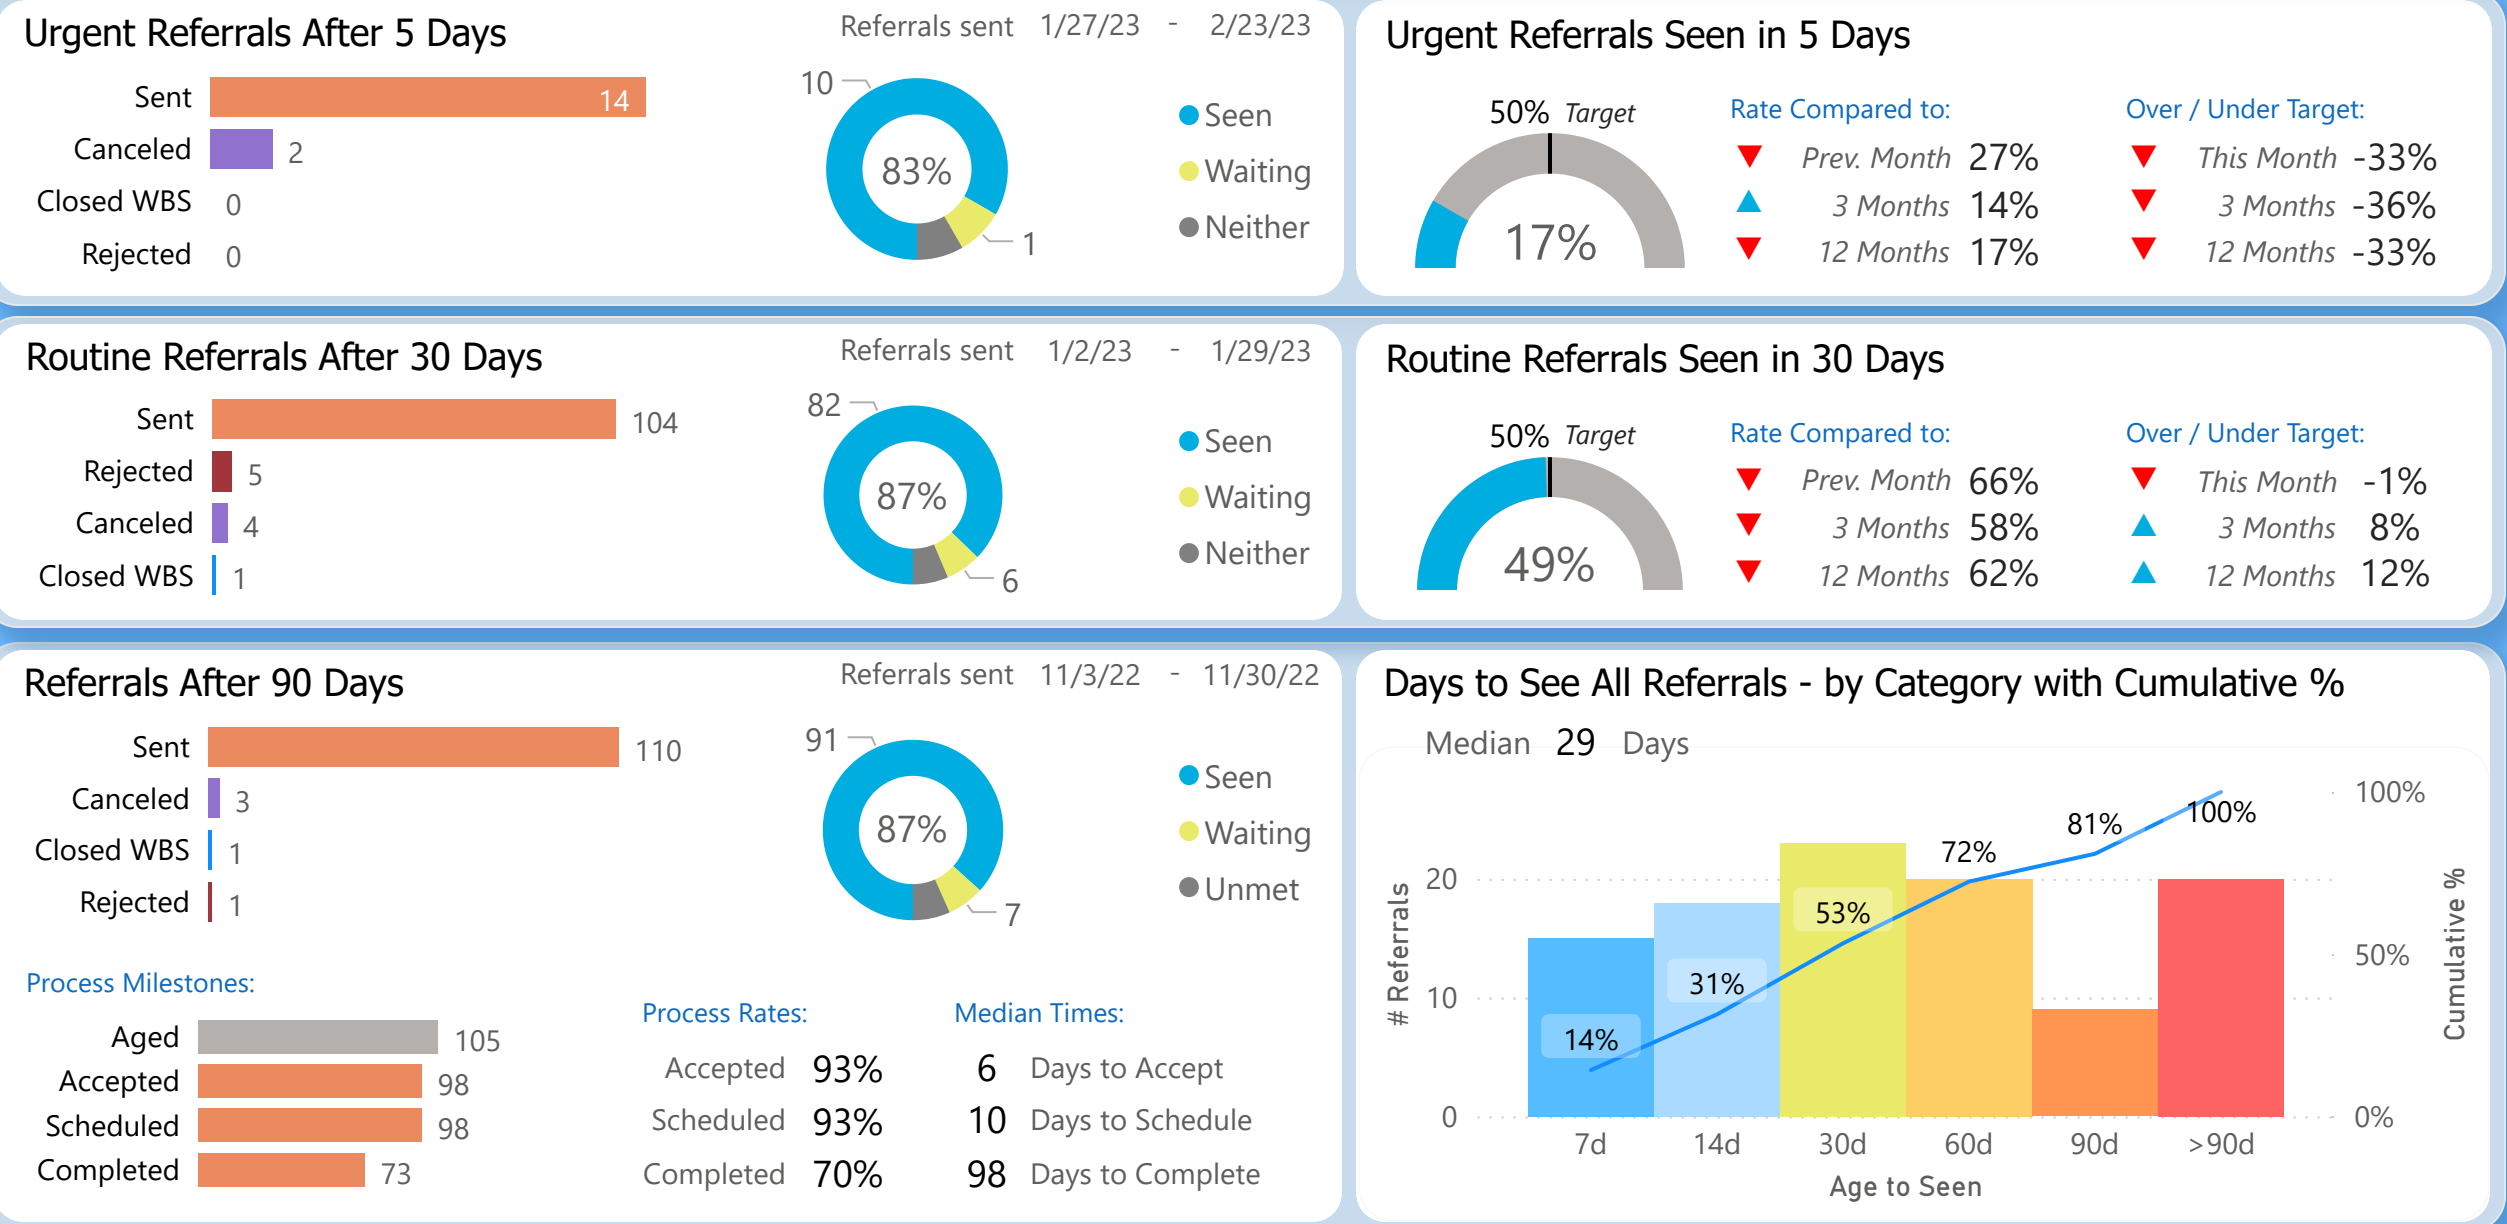 Urgent Referrals After 5 Days
Referrals sent 1/27/23 - 2/23/23
Sent 14
Canceled 2
Closed WBS 0
Rejected 0
10
83%
1
Seen
Waiting
Neither
Urgent Referrals Seen in 5 Days
50% Target
17%
Rate Compared to:
Prev. Month 27%
3 Months 14%
12 Months 17%
Over / Under Target:
This Month -33%
3 Months -36%
12 Months -33%
Routine Referrals After 30 Days
Referrals sent 1/2/23 - 1/29/23
Sent 104
Rejected 5
Canceled 4
Closed WBS 1
82
87%
6
Seen
Waiting
Neither
Routine Referrals Seen in 30 Days
50% Target
49%
Rate Compared to:
Prev. Month 66%
3 Months 58%
12 Months 62%
Over / Under Target:
This Month -1%
3 Months 8%
12 Months 12%
Referrals After 90 Days
Referrals sent 11/3/22 - 11/30/22
Sent 110
Canceled 3
Closed WBS 1
Rejected 1
91
87%
7
Seen
Waiting
Unmet
Process Milestones:
Aged 105
Accepted 98
Scheduled 98
Completed 73
Process Rates:
Accepted 93%
Scheduled 93%
Completed 70%
Median Times:
6 Days to Accept
10 Days to Schedule
98 Days to Complete
Days to See All Referrals - by Category with Cumulative %
Median 29 Days
# Referrals
20
10
0
14%
31%
53%
72%
81%
100%
100%
50%
0%
Cumulative %
7d 14d 30d 60d 90d >90d
Age to Seen